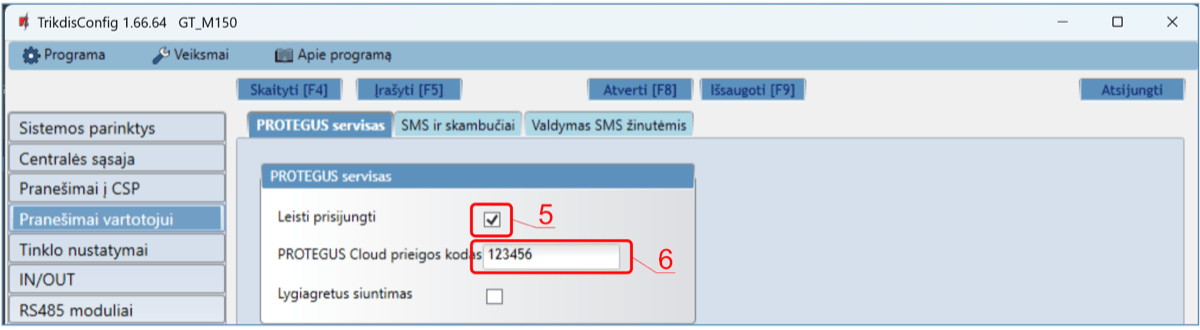 TrikdisConfig 1.66.64 GT_M150
Programa Veiksmai Apie programą
Skaityti [F4] Įrašyti [F5] Atverti [F8] Išsaugoti [F9] Atsijungti
Sistemos parinktys
Centralės sąsaja
Pranešimai į CSP
Pranešimai vartotojui
Tinklo nustatymai
IN/OUT
RS485 moduliai
PROTEGUS servisas SMS ir skambučiai Valdymas SMS žinutėmis
PROTEGUS servisas
Leisti prisijungti 5
PROTEGUS Cloud prieigos kodas 123456 6
Lygiagretus siuntimas